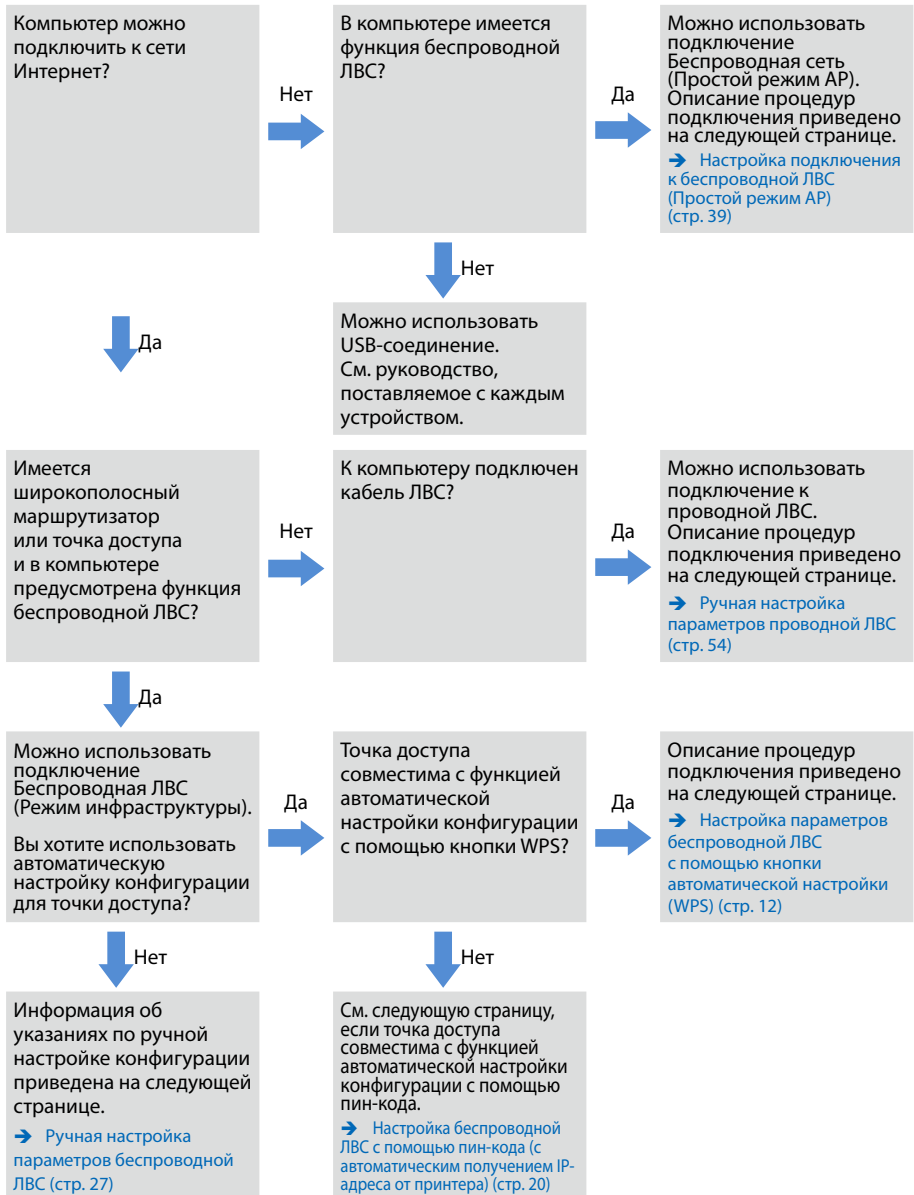 Компьютер можно
подключить к сети
Интернет?
Нет
В компьютере имеется
функция беспроводной
ЛВС?
Да
Можно использовать
подключение
Беспроводная сеть
(Простой режим AP).
Описание процедур
подключения приведено
на следующей странице.
➔ Настройка подключения
к беспроводной ЛВС
(Простой режим AP)
(стр. 39)
Нет
Да
Можно использовать
USB-соединение.
См. руководство,
поставляемое с каждым
устройством.
Имеется
широкополосный
маршрутизатор
или точка доступа
и в компьютере
предусмотрена функция
беспроводной ЛВС?
Нет
К компьютеру подключен
кабель ЛВС?
Да
Можно использовать
подключение к
проводной ЛВС.
Описание процедур
подключения приведено
на следующей странице.
➔ Ручная настройка
параметров проводной ЛВС
(стр. 54)
Да
Можно использовать
подключение
Беспроводная ЛВС
(Режим инфраструктуры).
Вы хотите использовать
автоматическую
настройку конфигурации
для точки доступа?
Да
Точка доступа
совместима с функцией
автоматической
настройки конфигурации
с помощью кнопки WPS?
Да
Описание процедур
подключения приведено
на следующей странице.
➔ Настройка параметров
беспроводной ЛВС
с помощью кнопки
автоматической настройки
(WPS) (стр. 12)
Нет
Нет
Информация об
указаниях по ручной
настройке конфигурации
приведена на следующей
странице.
➔ Ручная настройка
параметров беспроводной
ЛВС (стр. 27)
См. следующую страницу,
если точка доступа
совместима с функцией
автоматической настройки
конфигурации с помощью
пин-кода.
➔ Настройка беспроводной
ЛВС с помощью пин-кода (с
автоматическим получением IP-
адреса от принтера) (стр. 20)